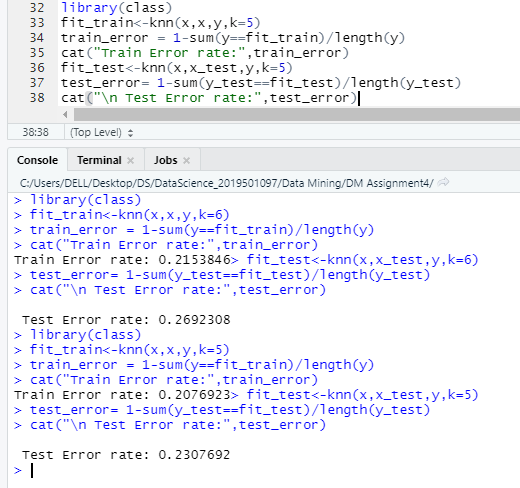 32 library(class)
33 fit_train<-knn(x,x,y,k=5)
34 train_error = 1-sum(y==fit_train)/length(y)
35 cat("Train Error rate:",train_error)
36 fit_test<-knn(x,x_test,y,k=5)
37 test_error= 1-sum(y_test==fit_test)/length(y_test)
38 cat("\n Test Error rate:",test_error)
38:38 (Top Level)
Console Terminal Jobs
C:/Users/DELL/Desktop/DS/DataScience_2019501097/Data Mining/DM Assignment4/
> library(class)
> fit_train<-knn(x,x,y,k=6)
> train_error = 1-sum(y==fit_train)/length(y)
> cat("Train Error rate:",train_error)
Train Error rate: 0.2153846> fit_test<-knn(x,x_test,y,k=6)
> test_error= 1-sum(y_test==fit_test)/length(y_test)
> cat("\n Test Error rate:",test_error)
Test Error rate: 0.2692308
> library(class)
> fit_train<-knn(x,x,y,k=5)
> train_error = 1-sum(y==fit_train)/length(y)
> cat("Train Error rate:",train_error)
Train Error rate: 0.2076923> fit_test<-knn(x,x_test,y,k=5)
> test_error= 1-sum(y_test==fit_test)/length(y_test)
> cat("\n Test Error rate:",test_error)
Test Error rate: 0.2307692
>